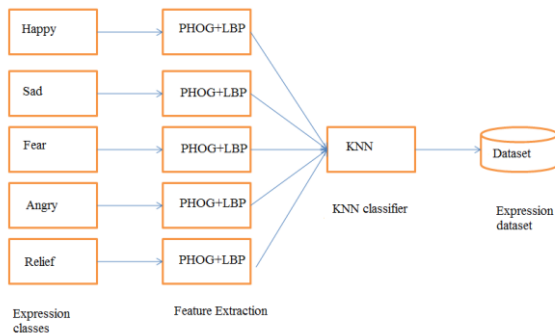 Happy
PHOG+LBP
Sad
PHOG+LBP
Fear
PHOG+LBP
KNN
Dataset
Angry
PHOG+LBP
KNN classifier
Expression
dataset
Relief
PHOG+LBP
Expression
classes
Feature Extraction